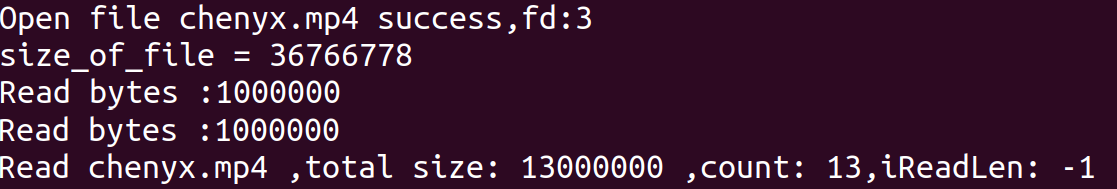 Open file chenyx.mp4 success,fd:3
size_of_file = 36766778
Read bytes :1000000
Read bytes :1000000
Read chenyx.mp4 ,total size: 13000000 ,count: 13,iReadLen: -1